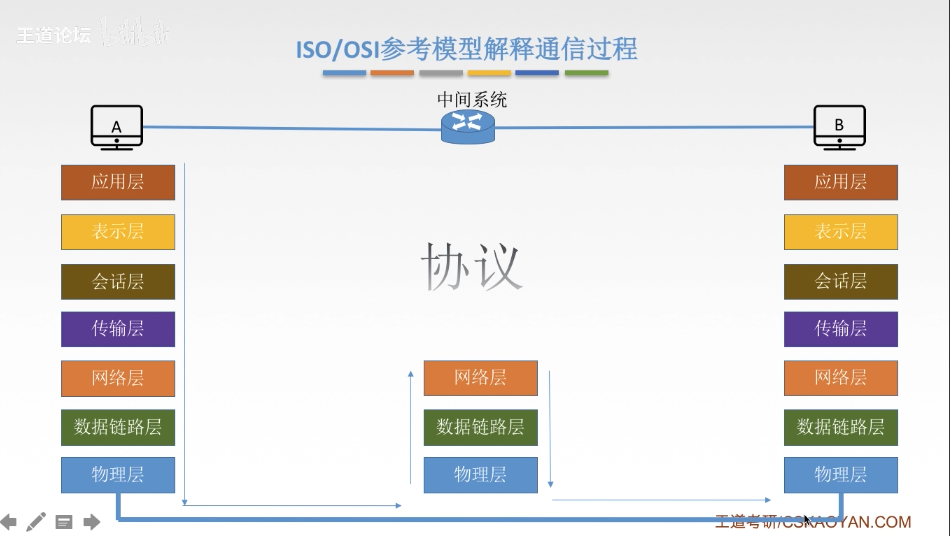 王道论坛
ISO/OSI参考模型解释通信过程
中间系统
A
B
应用层
表示层
会话层
传输层
网络层
数据链路层
物理层
协议
网络层
数据链路层
物理层
应用层
表示层
会话层
传输层
网络层
数据链路层
物理层
王道考研/CSKAOYAN.COM